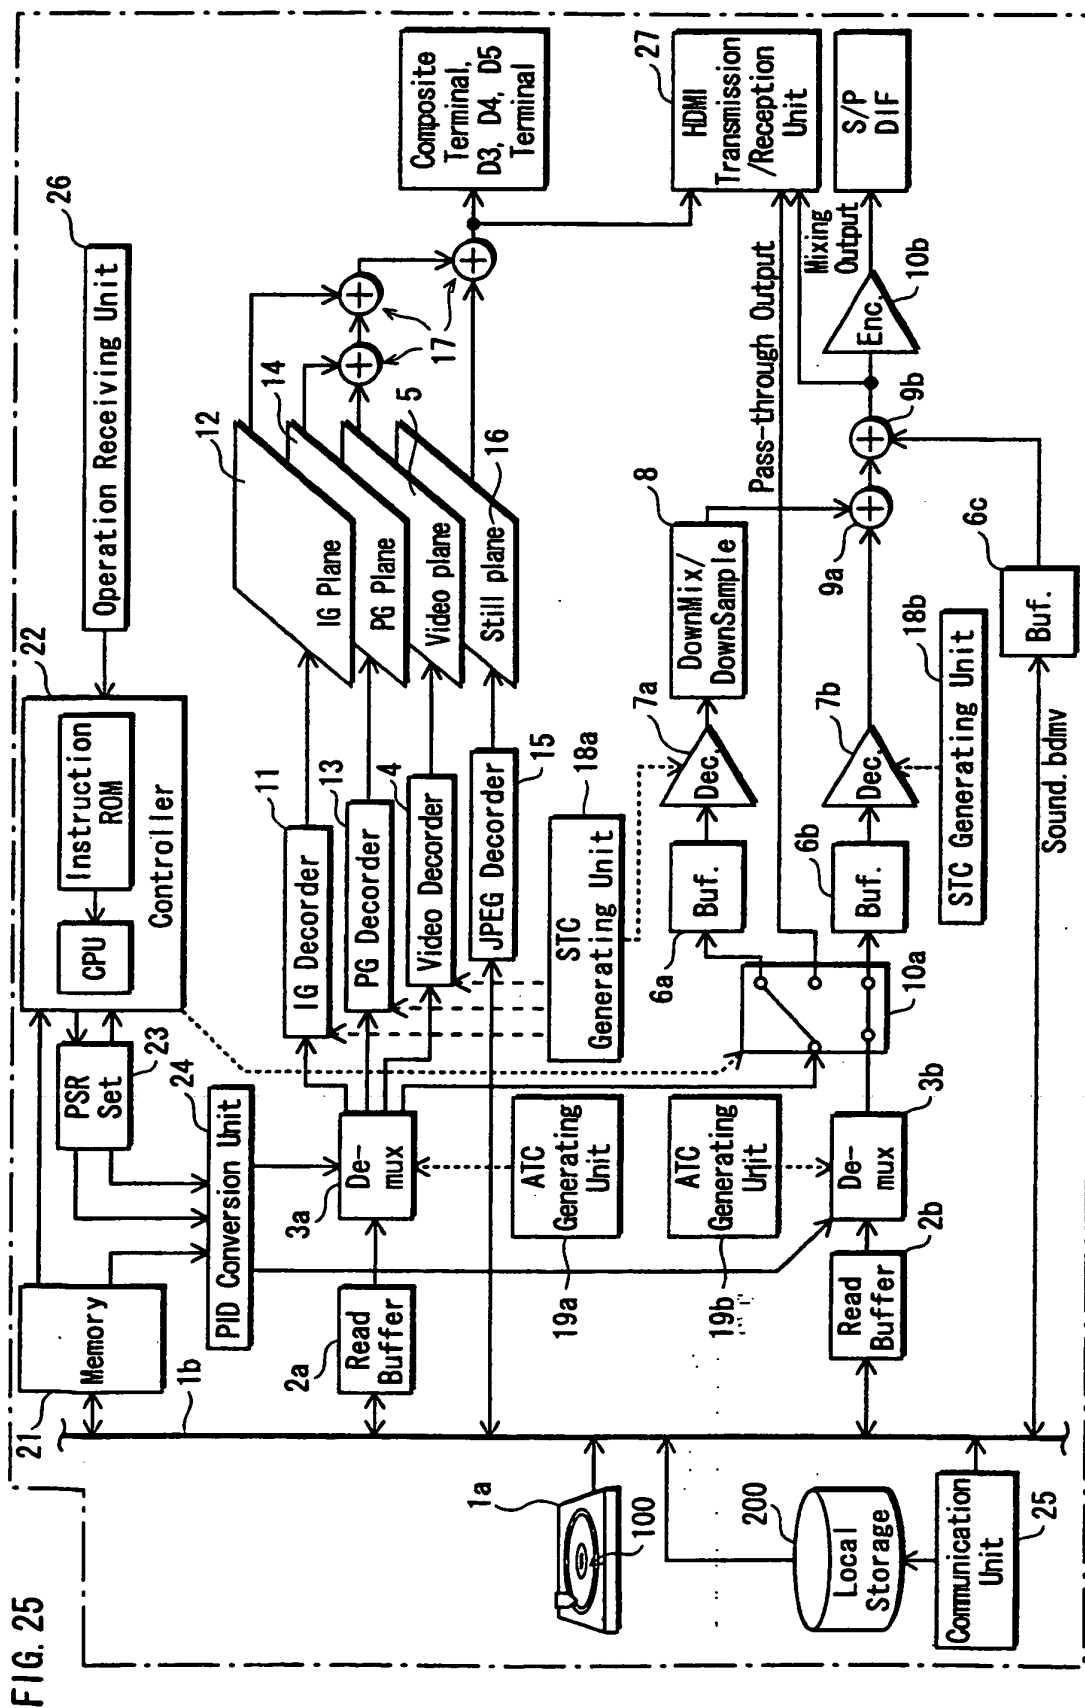 FIG. 25
26
Operation Receiving Unit
22
Instruction
ROM
CPU
Controller
21
Memory
1b
PSR
Set
23
24
PID Conversion Unit
12
14
5
16
IG Plane
PG Plane
Video plane
Still plane
17
Composite
Terminal,
D3, D4, D5
Terminal
11
IG Decorder
13
PG Decorder
4
Video Decorder
15
JPEG Decorder
2a
Read
Buffer
3a
De-
mux
18a
STC
Generating Unit
ATC
Generating
Unit
19a
ATC
Generating
Unit
19b
27
HDMI
Transmission
/Reception
Unit
S/P
DIF
Pass-through Output
Mixing
Output
10b
Enc.
8
DownMix/
DownSample
7a
Dec.
6a
Buf.
9a
9b
7b
Dec.
6b
Buf.
10a
3b
De-
mux
2b
Read
Buffer
18b
STC Generating Unit
6c
Buf.
Sound.bdmv
1a
100
200
Local
Storage
Communication
Unit
25